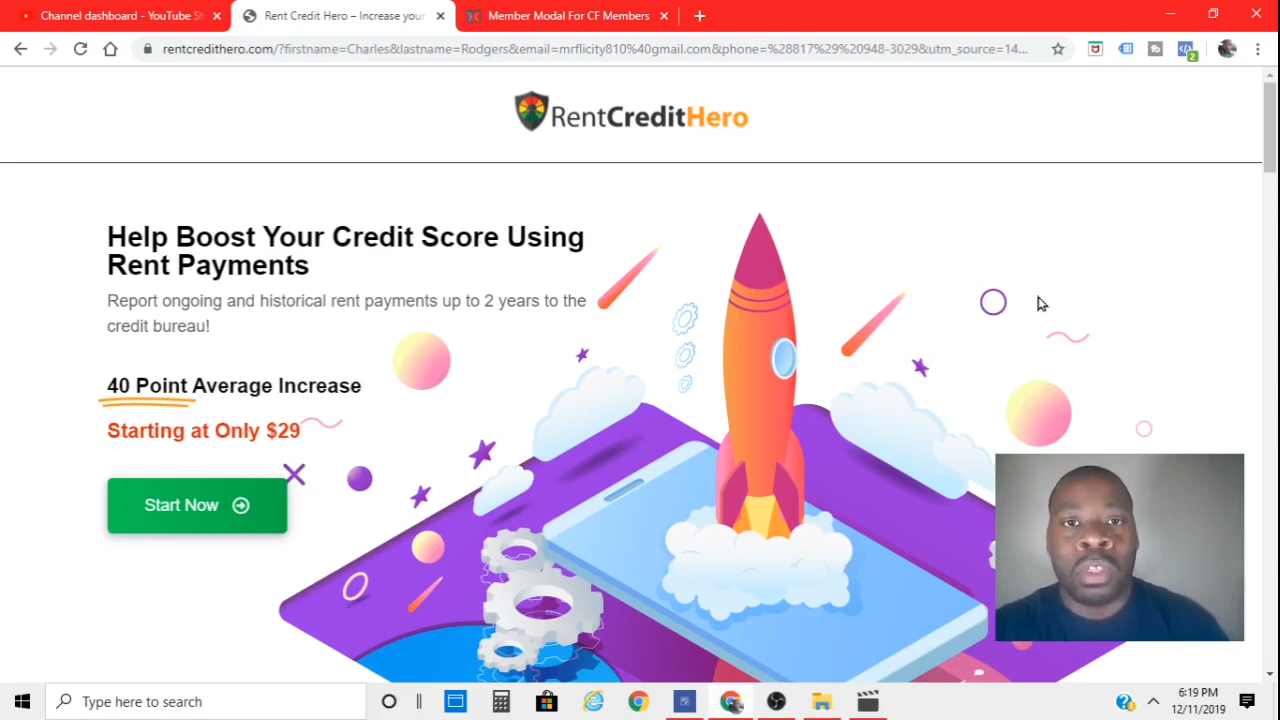 Channel dashboard - YouTube St
Rent Credit Hero – Increase your
Member Modal For CF Members
rentcredithero.com/?firstname=Charles&lastname=Rodgers&email=mrflicity810%40gmail.com&phone=%28817%29%20948-3029&utm_source=14...
2
RentCreditHero
Help Boost Your Credit Score Using
Rent Payments
Report ongoing and historical rent payments up to 2 years to the
credit bureau!
40 Point Average Increase
Starting at Only $29
Start Now
Type here to search
6:19 PM
12/11/2019